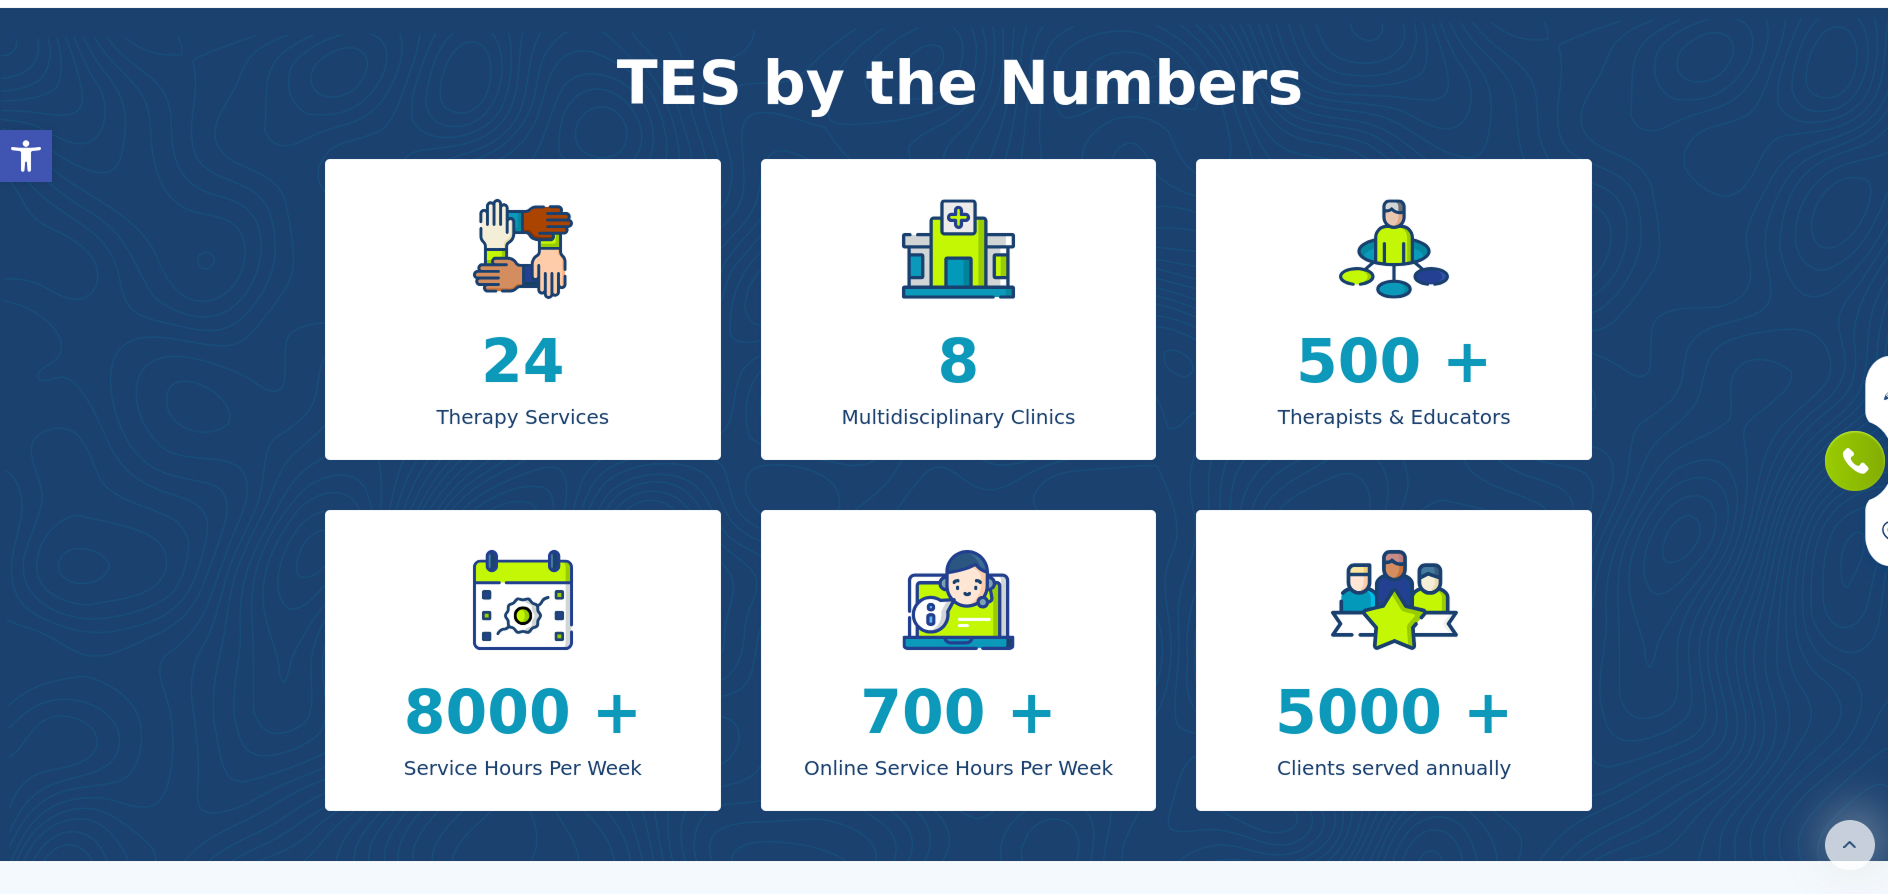 TES by the Numbers
24
Therapy Services
8
Multidisciplinary Clinics
500 +
Therapists & Educators
8000 +
Service Hours Per Week
700 +
Online Service Hours Per Week
5000 +
Clients served annually